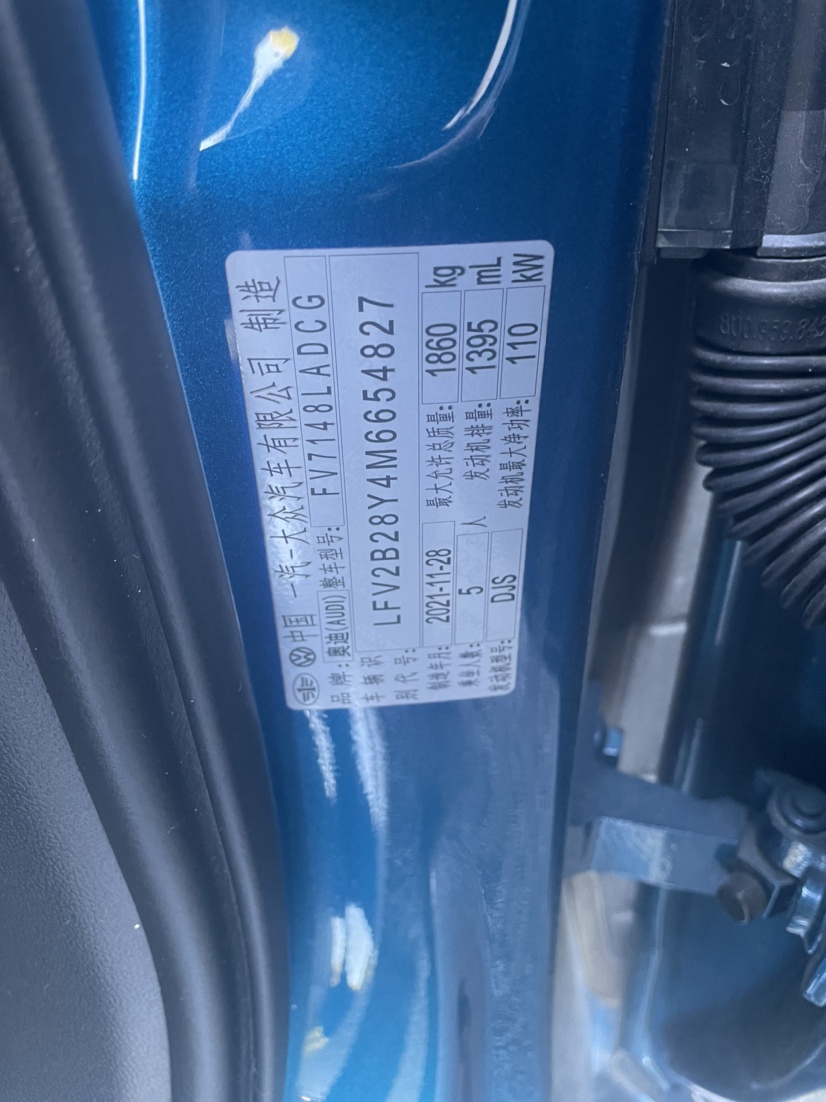 中国 一汽-大众汽车有限公司 制造
品牌:奥迪(AUDI) 整车型号: FV7148LADCG
车辆识别代号: LFV2B28Y4M6654827
制造年月: 2021-11-28 最大允许总质量: 1860 kg
乘坐人数: 5 人 发动机排量: 1395 mL
发动机型号: DJS 发动机最大净功率: 110 kW